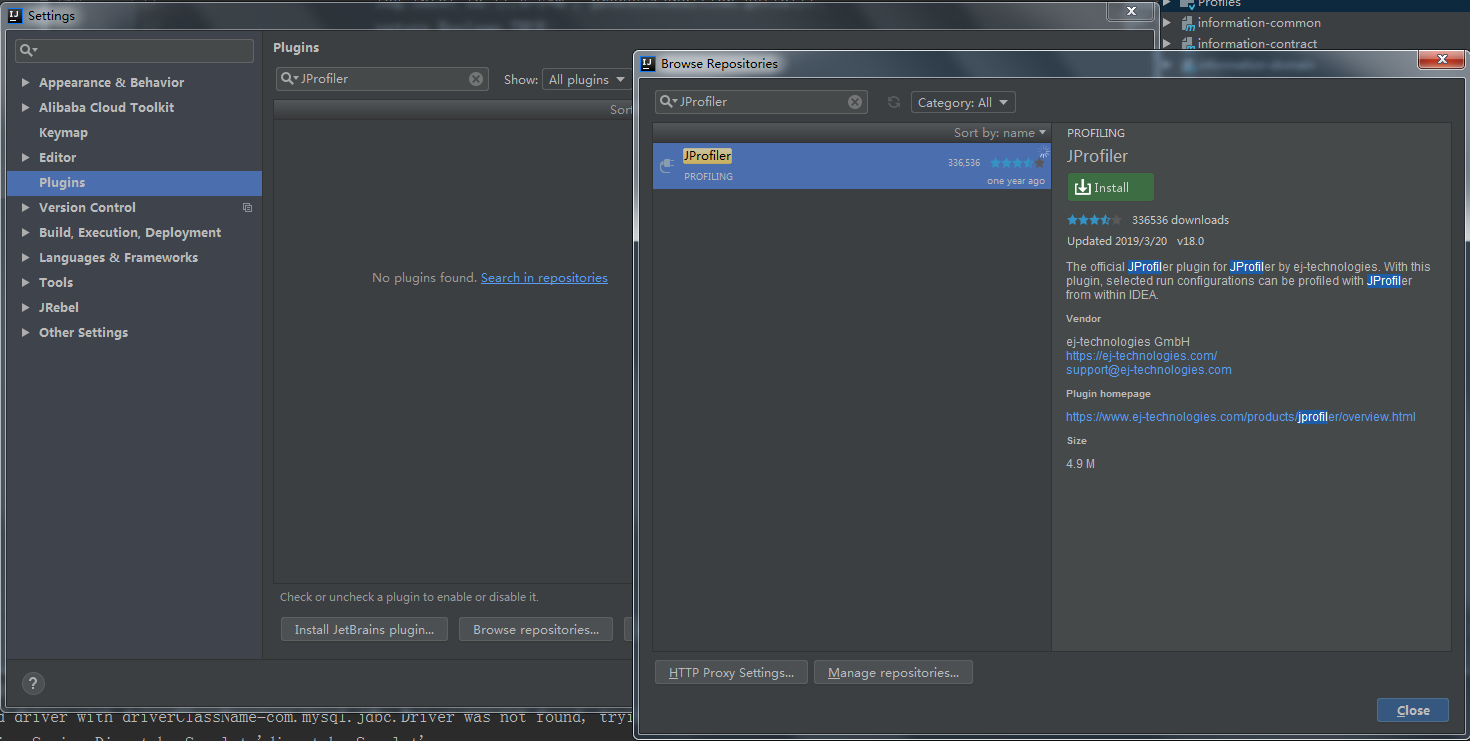 Settings
Profiles
information-common
information-contract
Appearance & Behavior
Alibaba Cloud Toolkit
Keymap
Editor
Plugins
Version Control
Build, Execution, Deployment
Languages & Frameworks
Tools
JRebel
Other Settings
Plugins
JProfiler
Show: All plugins
Sor
No plugins found. Search in repositories
Check or uncheck a plugin to enable or disable it.
Install JetBrains plugin...
Browse repositories...
?
Browse Repositories
JProfiler
Category: All
Sort by: name
JProfiler
336,536
PROFILING
one year ago
PROFILING
JProfiler
Install
336536 downloads
Updated 2019/3/20 v18.0
The official JProfiler plugin for JProfiler by ej-technologies. With this
plugin, selected run configurations can be profiled with JProfiler
from within IDEA.
Vendor
ej-technologies GmbH
https://ej-technologies.com/
support@ej-technologies.com
Plugin homepage
https://www.ej-technologies.com/products/jprofiler/overview.html
Size
4.9 M
HTTP Proxy Settings...
Manage repositories...
Close
d driver with driverClassName=com.mysql.jdbc.Driver was not found, tryi